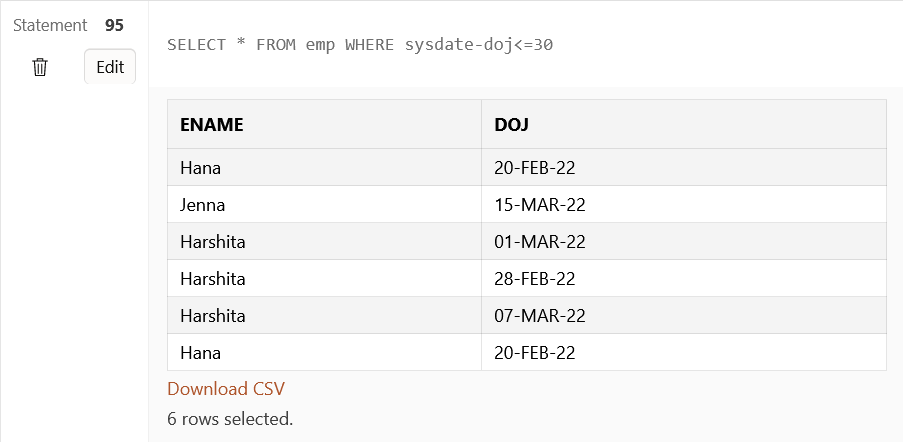 Statement 95
SELECT * FROM emp WHERE sysdate-doj<=30
Edit
ENAME DOJ
Hana 20-FEB-22
Jenna 15-MAR-22
Harshita 01-MAR-22
Harshita 28-FEB-22
Harshita 07-MAR-22
Hana 20-FEB-22
Download CSV
6 rows selected.